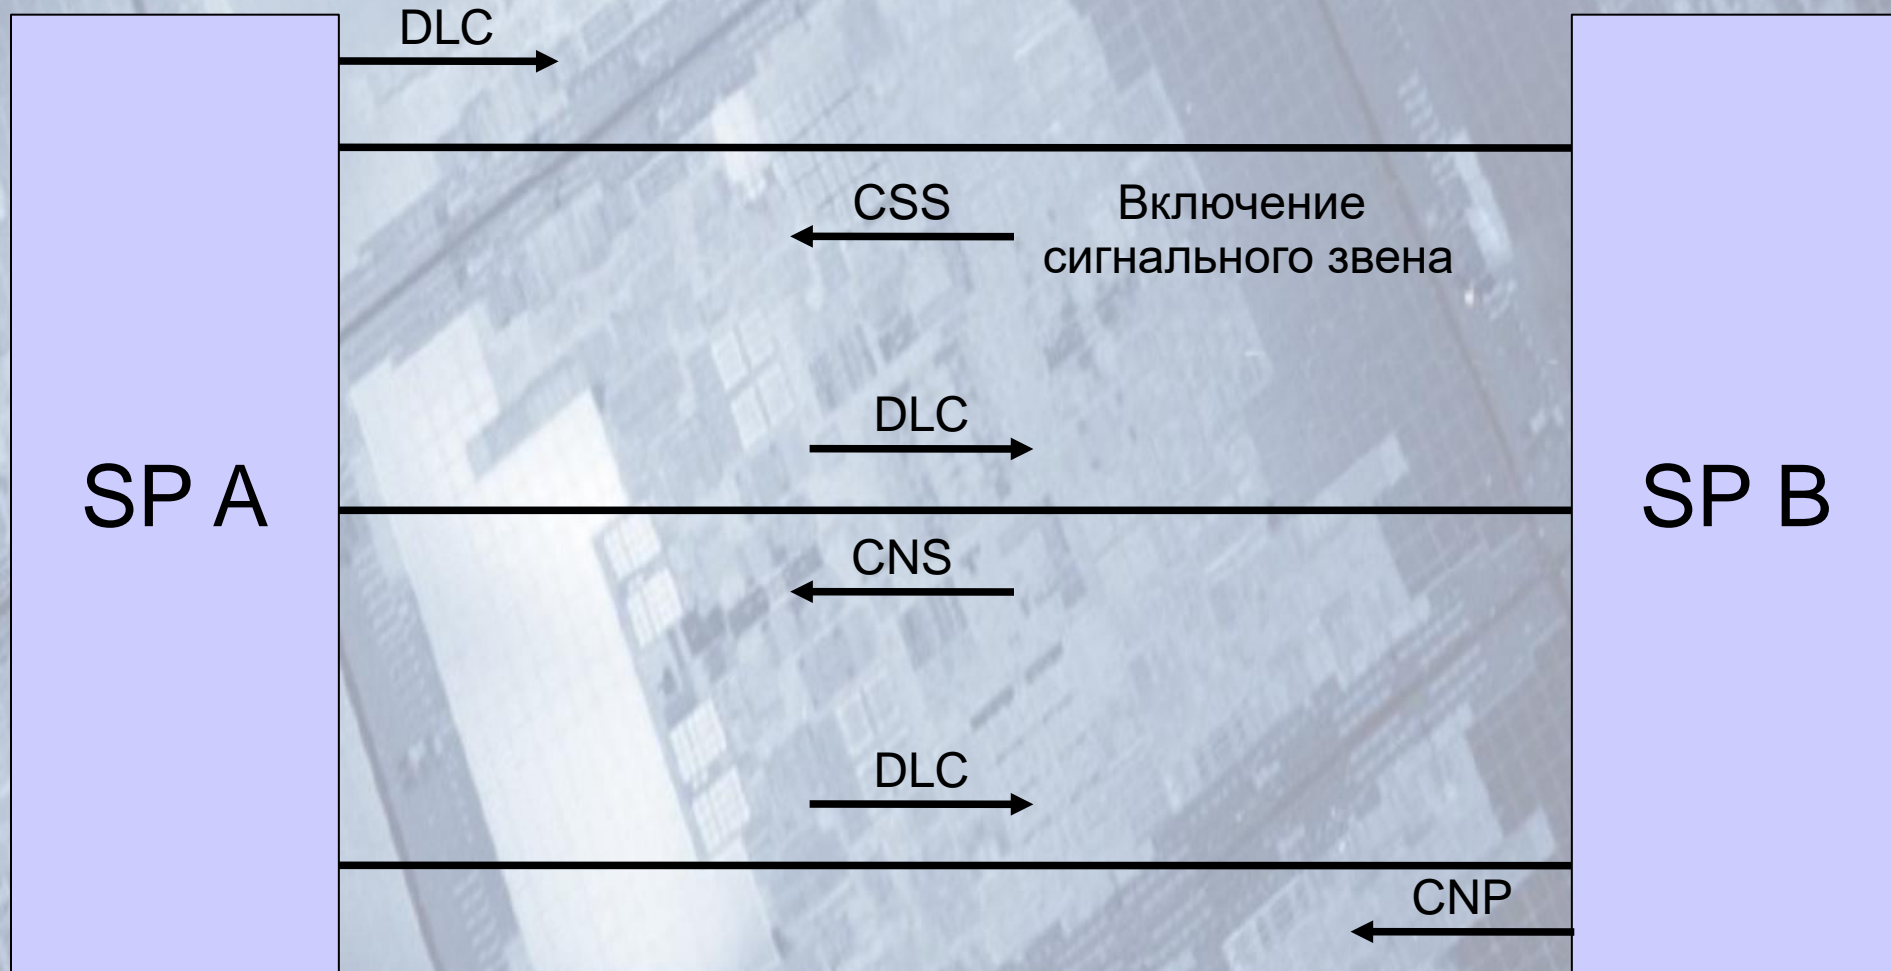 DLC
CSS
Включение
сигнального звена
DLC
SP A
SP B
CNS
DLC
CNP